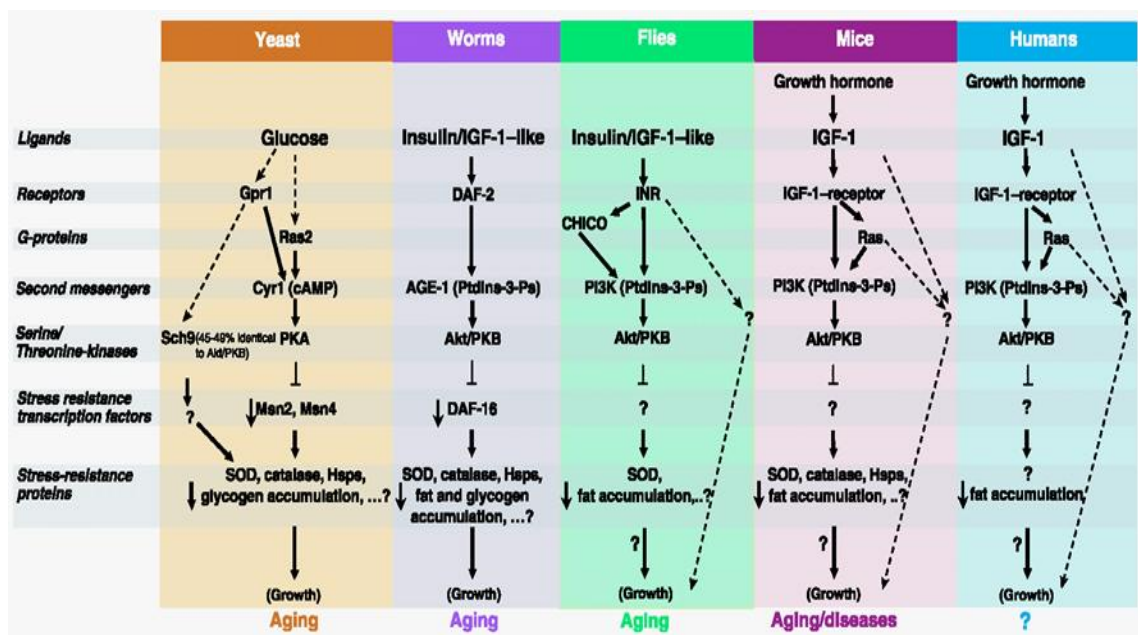 Yeast Worms Flies Mice Humans
Growth hormone Growth hormone
Ligands Glucose Insulin/IGF-1–like Insulin/IGF-1–like IGF-1 IGF-1
Receptors Gpr1 DAF-2 INR IGF-1–receptor IGF-1–receptor
CHICO
G-proteins Ras2 Ras Ras
Second messengers Cyr1 (cAMP) AGE-1 (PtdIns-3-Ps) PI3K (PtdIns-3-Ps) PI3K (PtdIns-3-Ps) PI3K (PtdIns-3-Ps)
? ? ?
Serine/
Threonine-kinases Sch9 (45-49% identical to Akt/PKB) PKA Akt/PKB Akt/PKB Akt/PKB Akt/PKB
Stress resistance
transcription factors ? Msn2, Msn4 DAF-16 ? ? ?
Stress-resistance
proteins
SOD, catalase, Hsps,
glycogen accumulation, ...?
SOD, catalase, Hsps,
fat and glycogen
accumulation, ...?
SOD,
fat accumulation,..?
SOD, catalase, Hsps,
fat accumulation, ..?
?
fat accumulation,
? ? ?
(Growth) (Growth) (Growth) (Growth) (Growth)
Aging Aging Aging Aging/diseases ?